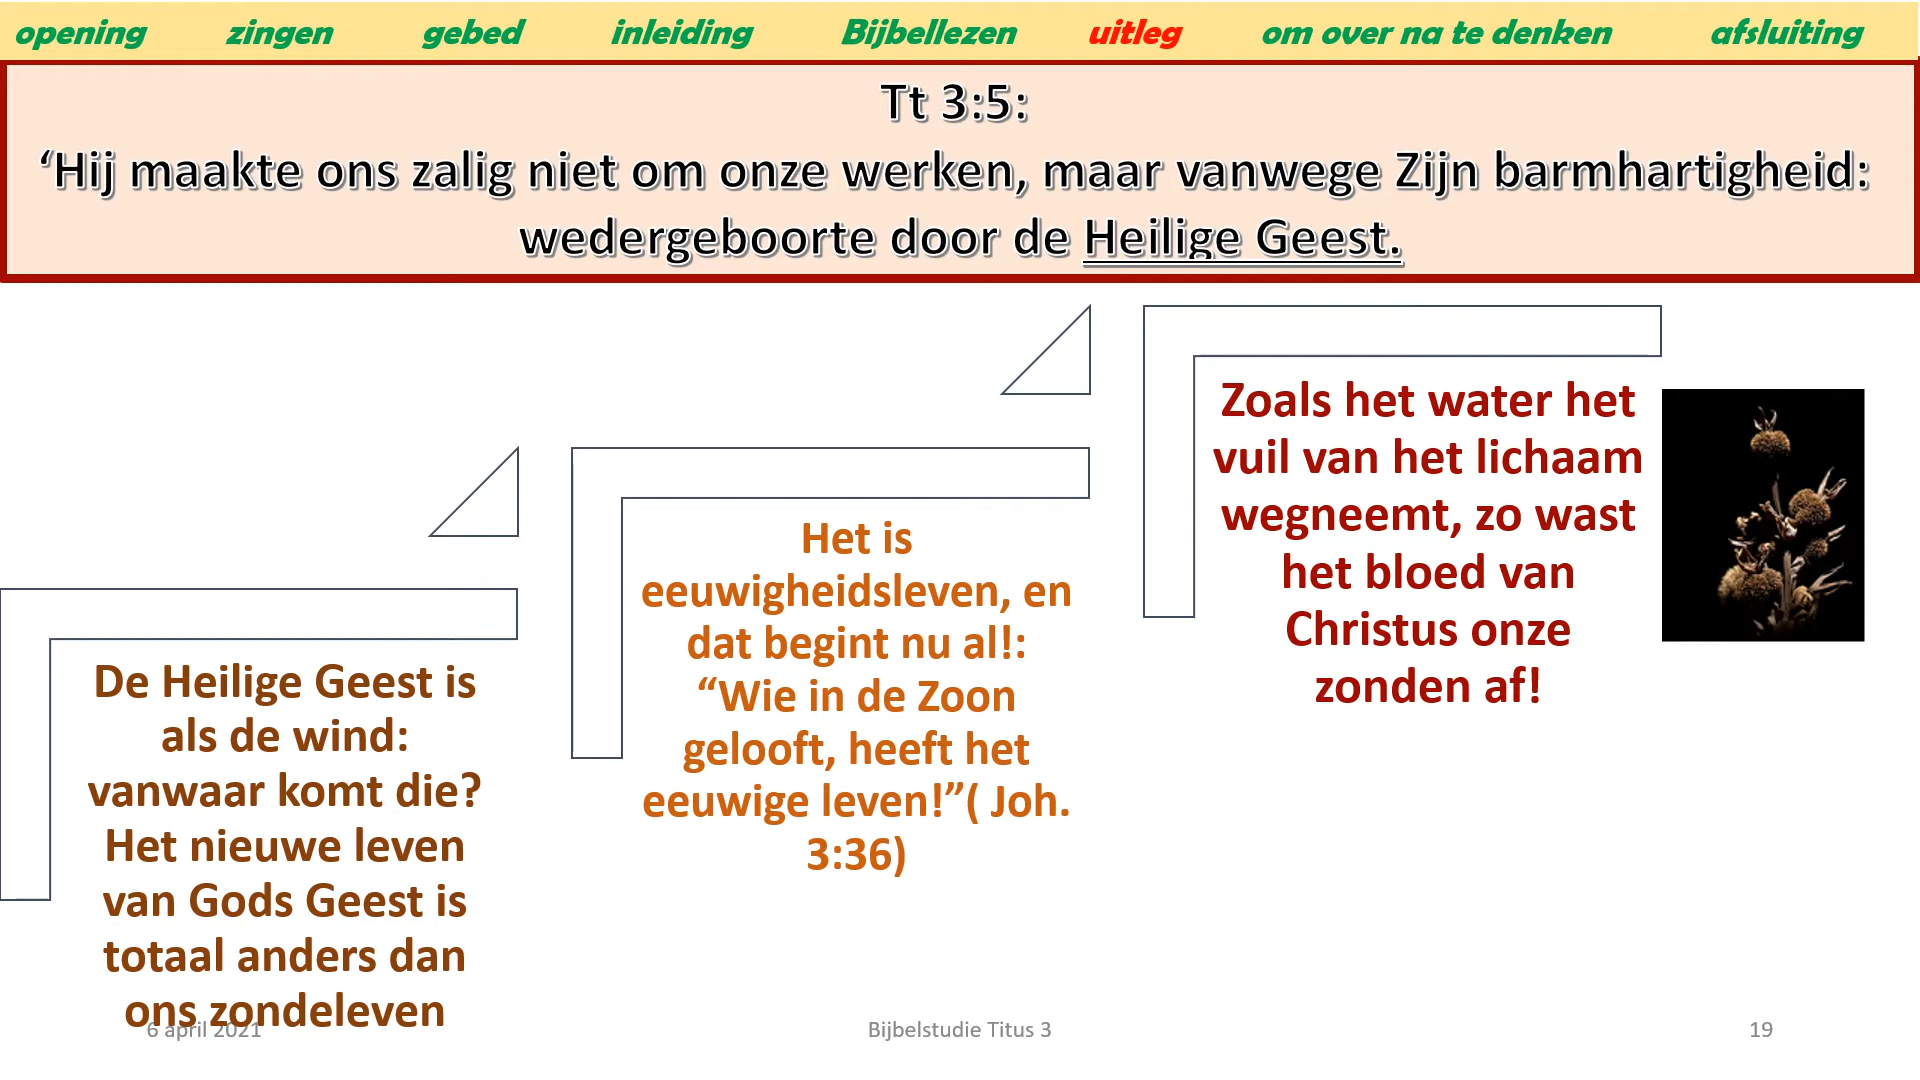 opening zingen gebed inleiding Bijbellezen uitleg om over na te denken afsluiting
Tt 3:5:
‘Hij maakte ons zalig niet om onze werken, maar vanwege Zijn barmhartigheid:
wedergeboorte door de Heilige Geest.
De Heilige Geest is
als de wind:
vanwaar komt die?
Het nieuwe leven
van Gods Geest is
totaal anders dan
ons zondeleven
Het is
eeuwigheidsleven, en
dat begint nu al!:
“Wie in de Zoon
gelooft, heeft het
eeuwige leven!”( Joh.
3:36)
Zoals het water het
vuil van het lichaam
wegneemt, zo wast
het bloed van
Christus onze
zonden af!
6 april 2021
Bijbelstudie Titus 3
19